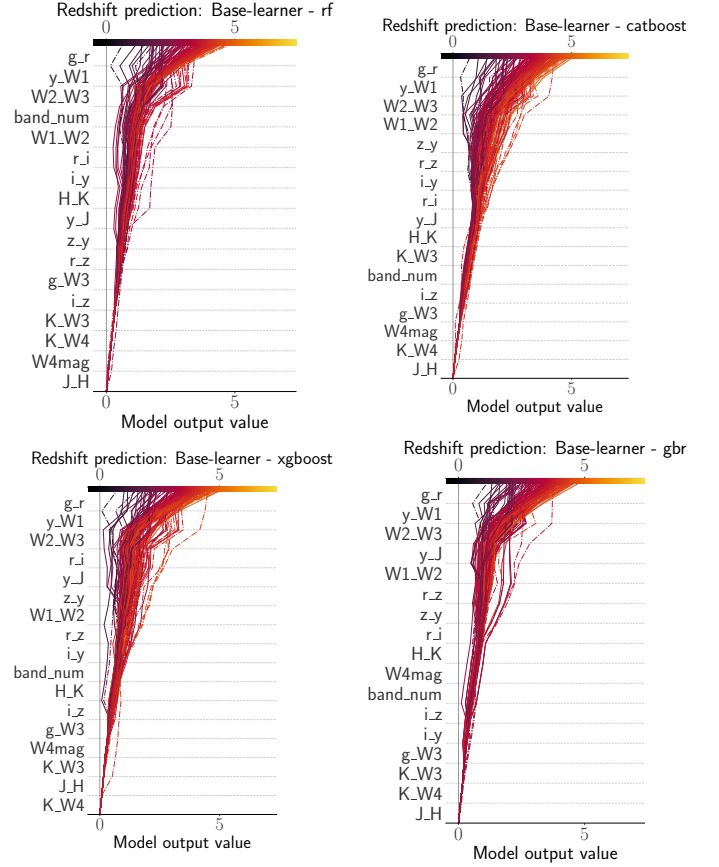 Redshift prediction: Base-learner - rf
0 5
g_r
y_W1
W2_W3
band_num
W1_W2
r_i
i_y
H_K
y_J
z_y
r_z
g_W3
i_z
K_W3
K_W4
W4mag
J_H
0 5
Model output value
Redshift prediction: Base-learner - catboost
0 5
g_r
y_W1
W2_W3
W1_W2
z_y
r_z
i_y
r_i
y_J
H_K
K_W3
band_num
i_z
g_W3
W4mag
K_W4
J_H
0 5
Model output value
Redshift prediction: Base-learner - xgboost
0 5
g_r
y_W1
W2_W3
r_i
y_J
z_y
W1_W2
r_z
i_y
band_num
H_K
i_z
g_W3
W4mag
K_W3
J_H
K_W4
0 5
Model output value
Redshift prediction: Base-learner - gbr
0 5
g_r
y_W1
W2_W3
y_J
W1_W2
r_z
z_y
r_i
H_K
W4mag
band_num
i_z
i_y
g_W3
K_W3
K_W4
J_H
0 5
Model output value